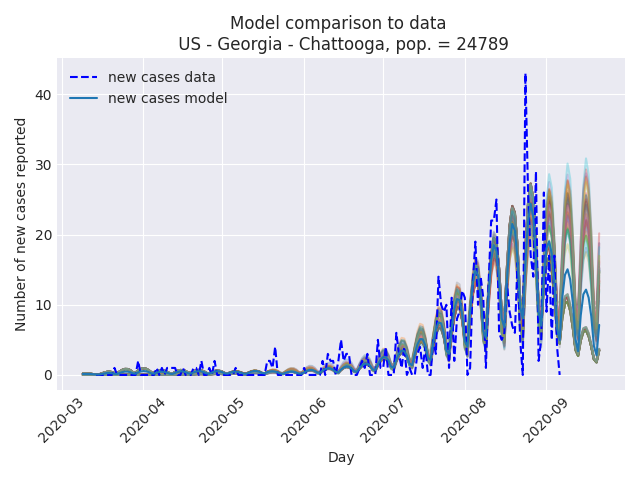 Model comparison to data
US - Georgia - Chattooga, pop. = 24789
new cases data
new cases model
Number of new cases reported
40
30
20
10
0
2020-03
2020-04
2020-05
2020-06
2020-07
2020-08
2020-09
Day